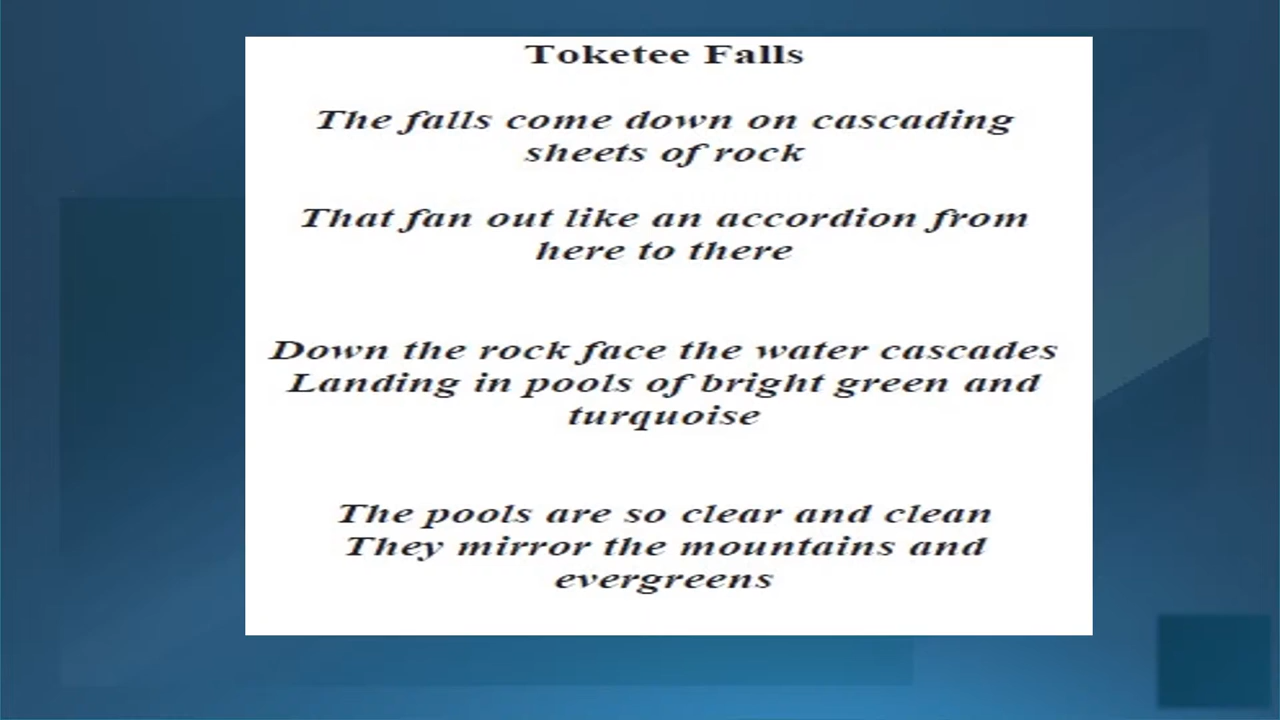 Toketee Falls
The falls come down on cascading
sheets of rock
That fan out like an accordion from
here to there
Down the rock face the water cascades
Landing in pools of bright green and
turquoise
The pools are so clear and clean
They mirror the mountains and
evergreens